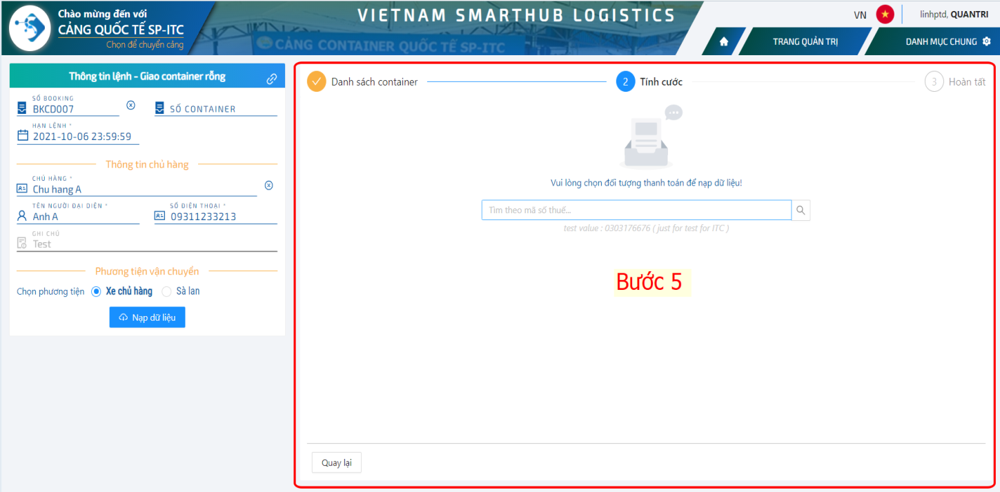 Chào mừng đến với
CẢNG QUỐC TẾ SP-ITC
Chọn để chuyển cảng
VIETNAM SMARTHUB LOGISTICS
CẢNG CONTAINER QUỐC TẾ SP-ITC
VN
linhptd, QUANTRI
TRANG QUẢN TRỊ
DANH MỤC CHUNG
Thông tin lệnh - Giao container rỗng
SỐ BOOKING
BKCD007
SỐ CONTAINER
HẠN LỆNH *
2021-10-06 23:59:59
Thông tin chủ hàng
CHỦ HÀNG *
Chu hang A
TÊN NGƯỜI ĐẠI DIỆN *
Anh A
SỐ ĐIỆN THOẠI *
09311233213
GHI CHÚ
Test
Phương tiện vận chuyển
Chọn phương tiện
Xe chủ hàng
Sà lan
Nạp dữ liệu
Danh sách container
2
Tính cước
3
Hoàn tất
Vui lòng chọn đối tượng thanh toán để nạp dữ liệu!
Tìm theo mã số thuế...
test value : 0303176676 ( just for test for ITC )
Bước 5
Quay lại